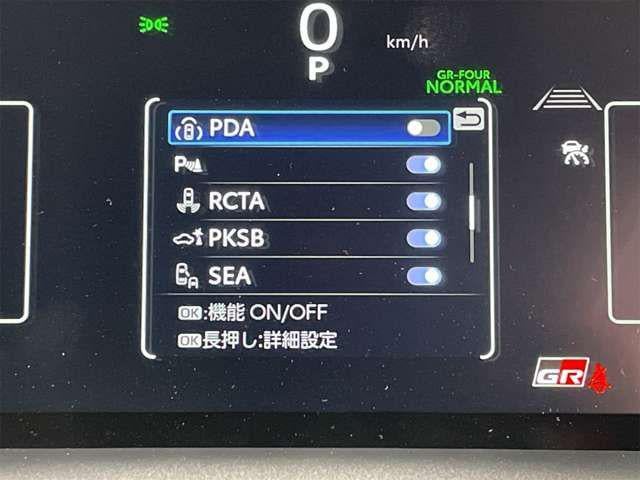 0
km/h
P
GR-FOUR
NORMAL
PDA
P
RCTA
PKSB
SEA
OK:機能 ON/OFF
OK長押し:詳細設定
GR